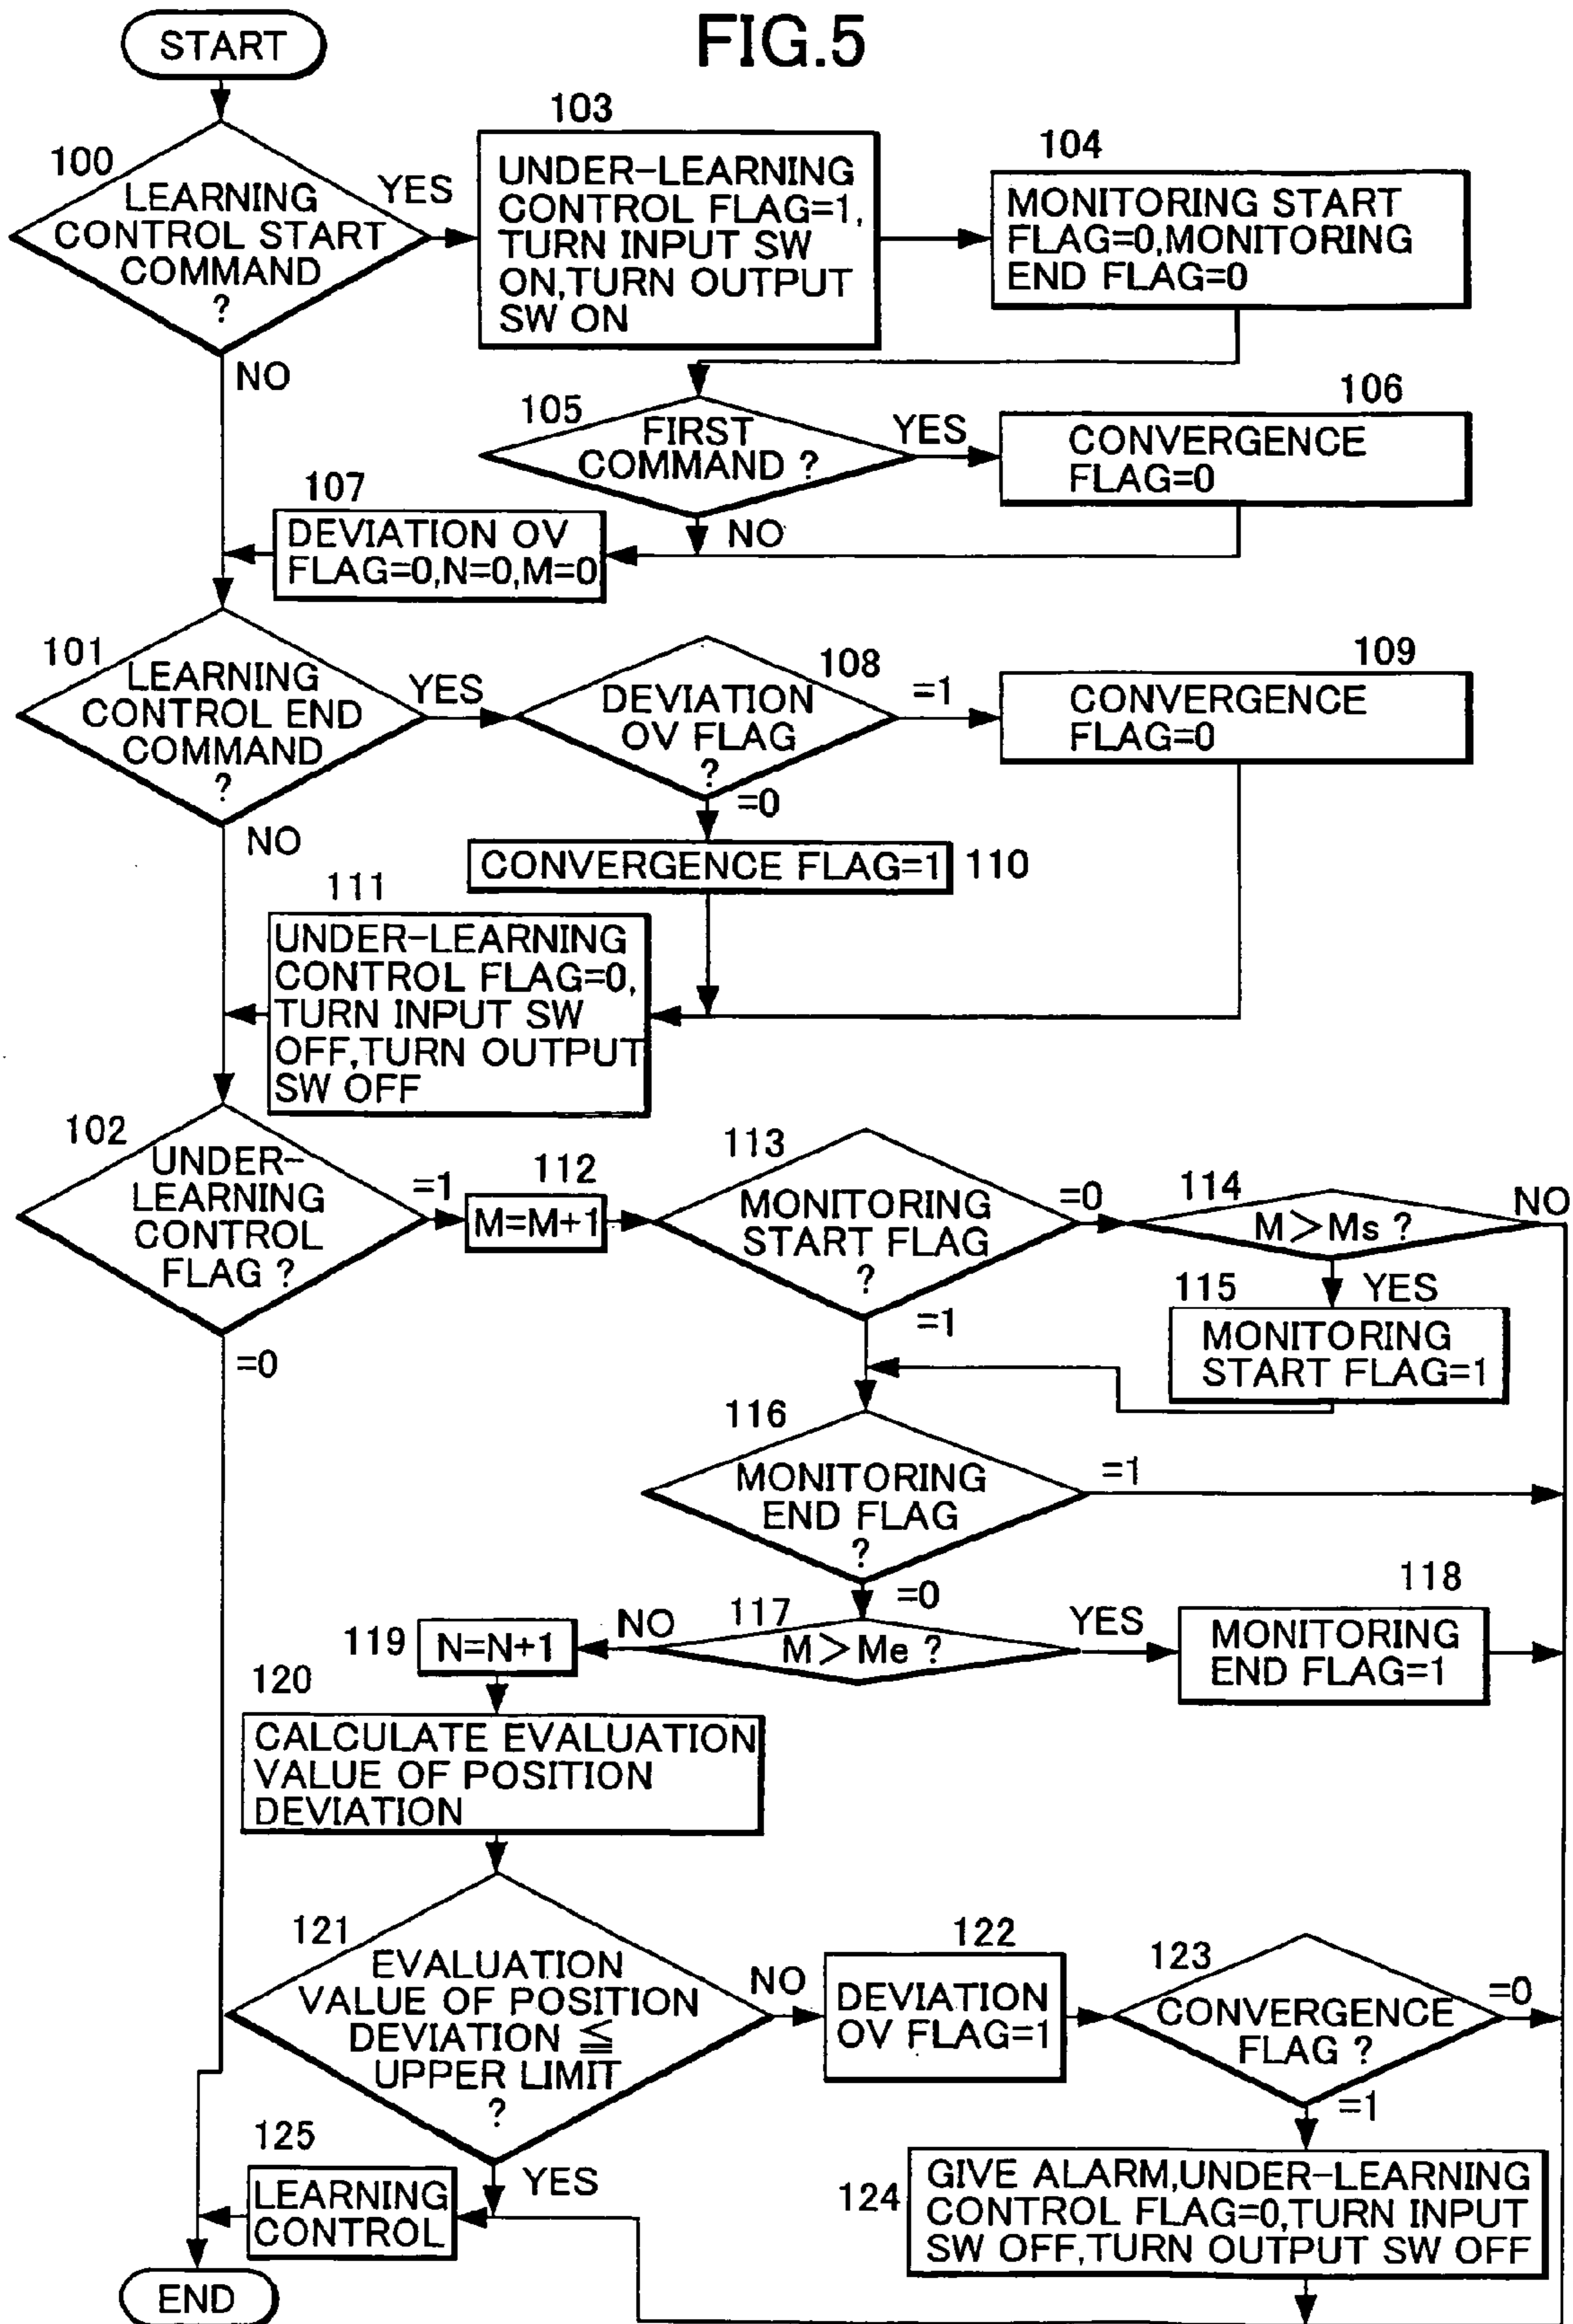 FIG.5
START
100
LEARNING
CONTROL START
COMMAND
?
YES
NO
103
UNDER-LEARNING
CONTROL FLAG=1,
TURN INPUT SW
ON,TURN OUTPUT
SW ON
104
MONITORING START
FLAG=0,MONITORING
END FLAG=0
105
FIRST
COMMAND ?
YES
NO
106
CONVERGENCE
FLAG=0
107
DEVIATION OV
FLAG=0,N=0,M=0
101
LEARNING
CONTROL END
COMMAND
?
YES
NO
108
DEVIATION
OV FLAG
?
=1
=0
109
CONVERGENCE
FLAG=0
CONVERGENCE FLAG=1
110
111
UNDER-LEARNING
CONTROL FLAG=0,
TURN INPUT SW
OFF,TURN OUTPUT
SW OFF
102
UNDER-
LEARNING
CONTROL
FLAG ?
=1
=0
112
M=M+1
113
MONITORING
START FLAG
?
=0
=1
114
M>Ms ?
NO
YES
115
MONITORING
START FLAG=1
116
MONITORING
END FLAG
?
=1
=0
117
M>Me ?
NO
YES
118
MONITORING
END FLAG=1
119
N=N+1
120
CALCULATE EVALUATION
VALUE OF POSITION
DEVIATION
121
EVALUATION
VALUE OF POSITION
DEVIATION ≦
UPPER LIMIT
?
NO
YES
122
DEVIATION
OV FLAG=1
123
CONVERGENCE
FLAG ?
=0
=1
124
GIVE ALARM,UNDER-LEARNING
CONTROL FLAG=0,TURN INPUT
SW OFF,TURN OUTPUT SW OFF
125
LEARNING
CONTROL
END